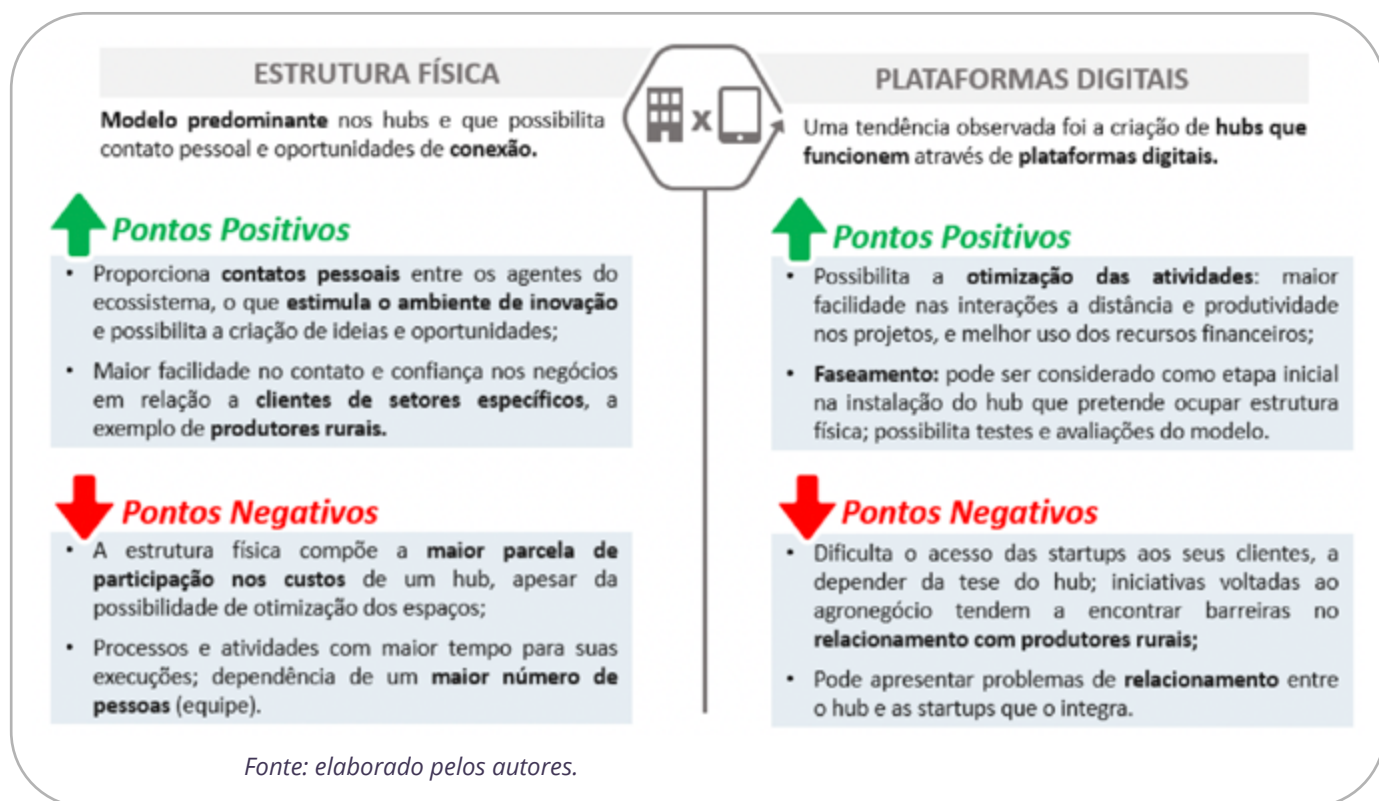 ESTRUTURA FÍSICA
Modelo predominante nos hubs e que possibilita
contato pessoal e oportunidades de conexão.
Pontos Positivos
• Proporciona contatos pessoais entre os agentes do
ecossistema, o que estimula o ambiente de inovação
e possibilita a criação de ideias e oportunidades;
• Maior facilidade no contato e confiança nos negócios
em relação a clientes de setores específicos, a
exemplo de produtores rurais.
Pontos Negativos
• A estrutura física compõe a maior parcela de
participação nos custos de um hub, apesar da
possibilidade de otimização dos espaços;
• Processos e atividades com maior tempo para suas
execuções; dependência de um maior número de
pessoas (equipe).
x
PLATAFORMAS DIGITAIS
Uma tendência observada foi a criação de hubs que
funcionem através de plataformas digitais.
Pontos Positivos
• Possibilita a otimização das atividades: maior
facilidade nas interações a distância e produtividade
nos projetos, e melhor uso dos recursos financeiros;
• Faseamento: pode ser considerado como etapa inicial
na instalação do hub que pretende ocupar estrutura
física; possibilita testes e avaliações do modelo.
Pontos Negativos
• Dificulta o acesso das startups aos seus clientes, a
depender da tese do hub; iniciativas voltadas ao
agronegócio tendem a encontrar barreiras no
relacionamento com produtores rurais;
• Pode apresentar problemas de relacionamento entre
o hub e as startups que o integra.
Fonte: elaborado pelos autores.